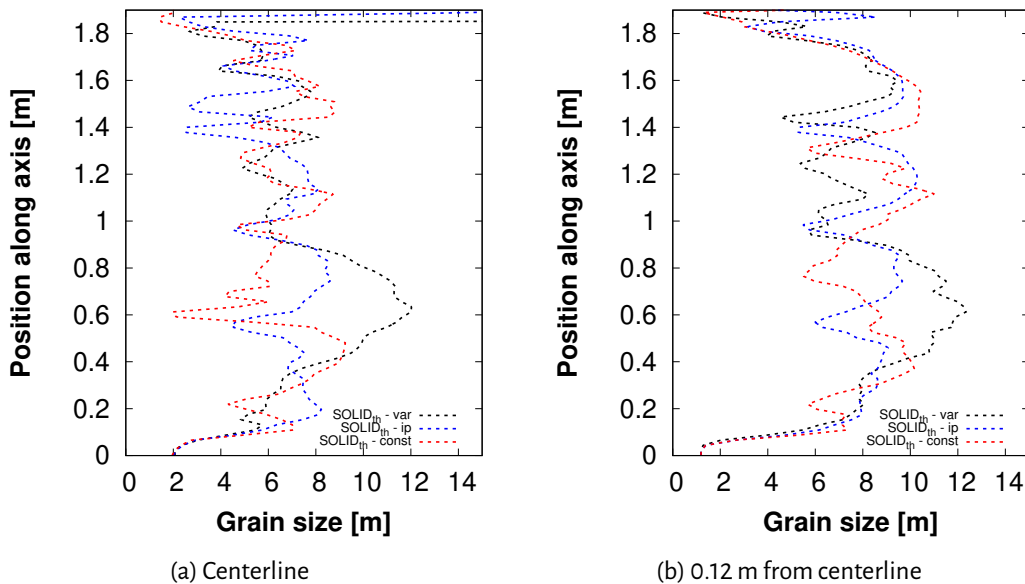 Position along axis [m]
1.8
1.6
1.4
1.2
1
0.8
0.6
0.4
0.2
0
0 2 4 6 8 10 12 14
Grain size [m]
SOLIDth - var
SOLIDth - ip
SOLIDth - const
(a) Centerline
Position along axis [m]
1.8
1.6
1.4
1.2
1
0.8
0.6
0.4
0.2
0
0 2 4 6 8 10 12 14
Grain size [m]
SOLIDth - var
SOLIDth - ip
SOLIDth - const
(b) 0.12 m from centerline